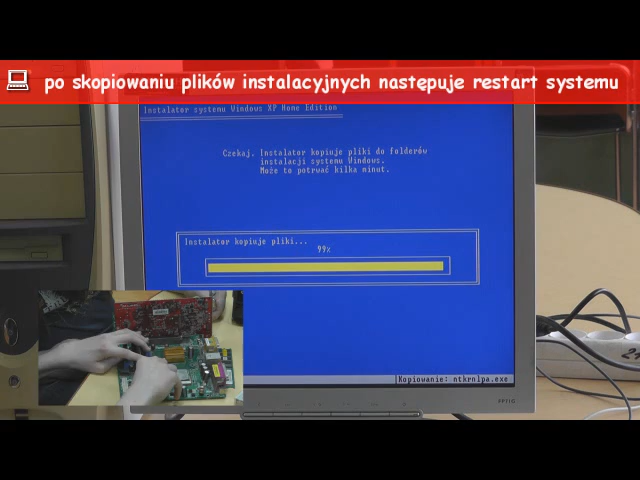 po skopiowaniu plików instalacyjnych następuje restart systemu
Instalator systemu Windows XP Home Edition
Czekaj. Instalator kopiuje pliki do folderów
instalacji systemu Windows.
Może to potrwać kilka minut.
Instalator kopiuje pliki...
99%
Kopiowanie: ntkrnlpa.exe